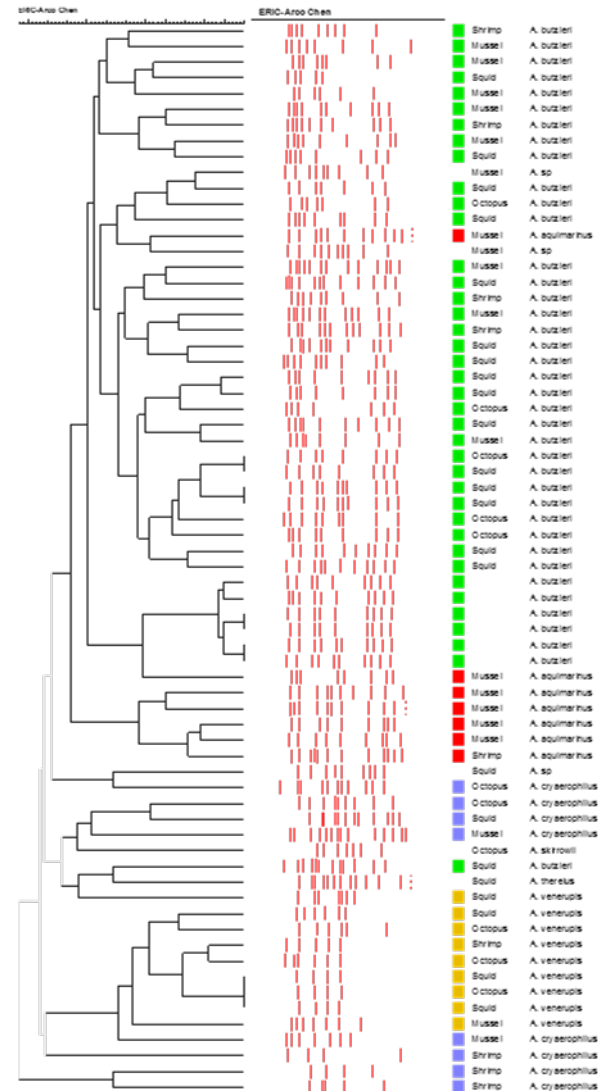 ERIC-Aroo Chen
ERIC-Aroo Chen
Shrimp A. butzleri
Mussel A. butzleri
Mussel A. butzleri
Squid A. butzleri
Mussel A. butzleri
Mussel A. butzleri
Shrimp A. butzleri
Mussel A. butzleri
Squid A. butzleri
Mussel A. sp
Squid A. butzleri
Octopus A. butzleri
Squid A. butzleri
Mussel A. aquimarinus
Mussel A. sp
Mussel A. butzleri
Squid A. butzleri
Shrimp A. butzleri
Mussel A. butzleri
Shrimp A. butzleri
Squid A. butzleri
Squid A. butzleri
Squid A. butzleri
Squid A. butzleri
Octopus A. butzleri
Squid A. butzleri
Mussel A. butzleri
Octopus A. butzleri
Squid A. butzleri
Squid A. butzleri
Squid A. butzleri
Octopus A. butzleri
Octopus A. butzleri
Squid A. butzleri
Squid A. butzleri
A. butzleri
A. butzleri
A. butzleri
A. butzleri
A. butzleri
A. butzleri
Mussel A. aquimarinus
Mussel A. aquimarinus
Mussel A. aquimarinus
Mussel A. aquimarinus
Mussel A. aquimarinus
Shrimp A. aquimarinus
Squid A. sp
Octopus A. cryaerophilus
Octopus A. cryaerophilus
Squid A. cryaerophilus
Mussel A. cryaerophilus
Octopus A. skirrowii
Squid A. butzleri
Squid A. thereius
Squid A. venerupis
Squid A. venerupis
Octopus A. venerupis
Shrimp A. venerupis
Octopus A. venerupis
Squid A. venerupis
Octopus A. venerupis
Squid A. venerupis
Mussel A. venerupis
Mussel A. cryaerophilus
Shrimp A. cryaerophilus
Shrimp A. cryaerophilus
Shrimp A. cryaerophilus